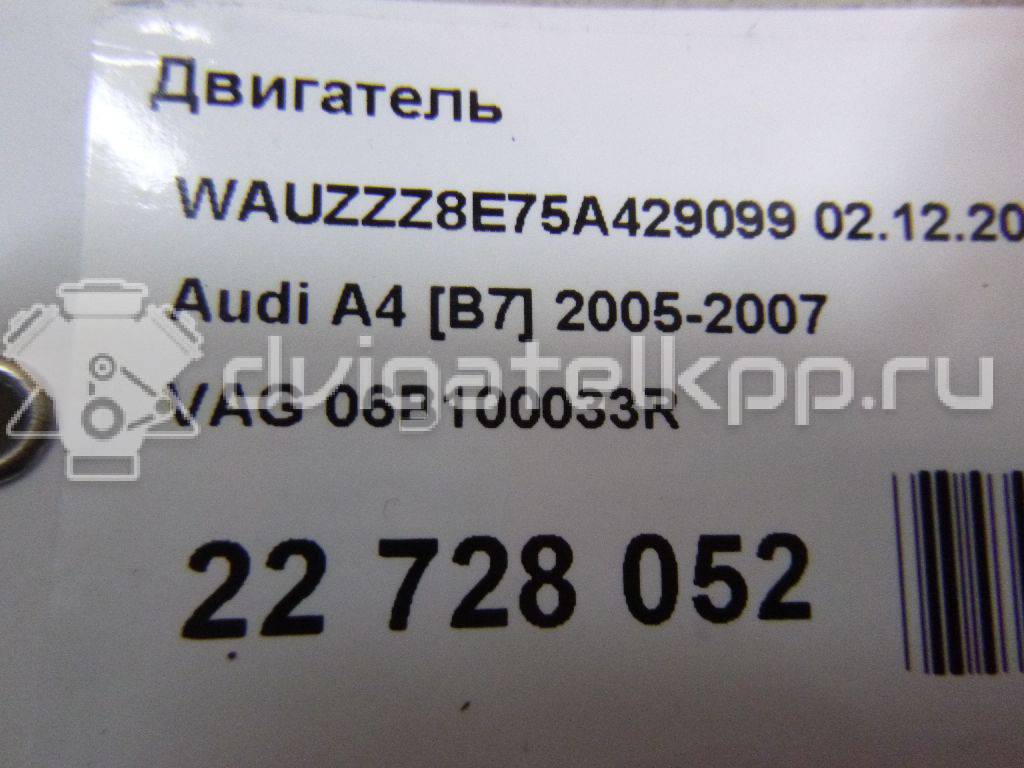 Двигатель
WAUZZZ8E75A429099 02.12.20
Audi A4 [B7] 2005-2007
dvigatelkpp.ru
VAG 06B100033R
22 728 052